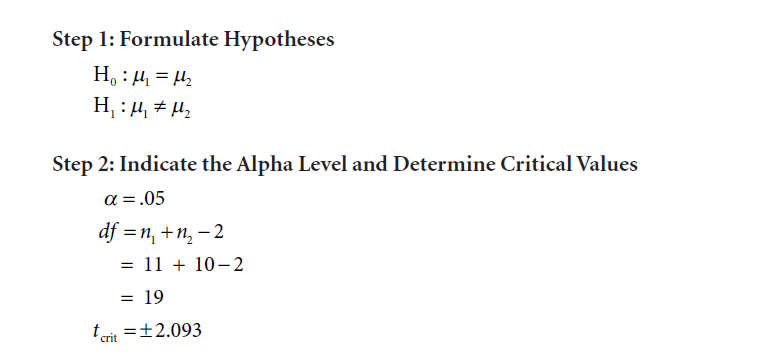 Step 1: Formulate Hypotheses
H₀ : μ₁ = μ₂
H₁ : μ₁ ≠ μ₂
Step 2: Indicate the Alpha Level and Determine Critical Values
α = .05
df = n₁ + n₂ − 2
= 11 + 10 − 2
= 19
t_crit = ±2.093